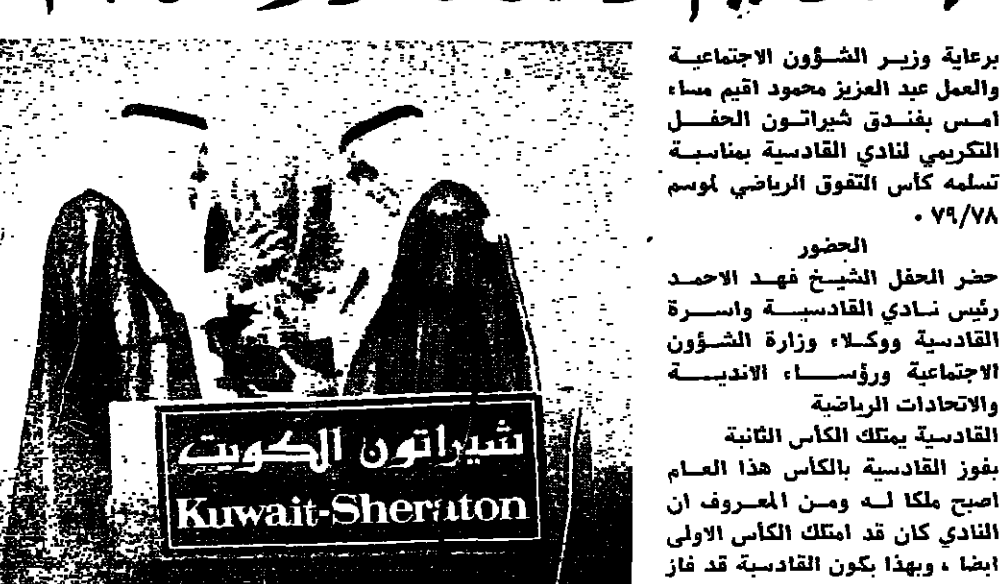 برعاية وزير الشؤون الاجتماعية
والعمل عبد العزيز محمود اقيم مساء
امس بفندق شيراتون الحفل
التكريمي لنادي القادسية بمناسبة
تسلمه كأس التفوق الرياضي لموسم
٧٩/٧٨ .
الحضور
حضر الحفل الشيخ فهد الاحمد
رئيس نادي القادسية واسرة
القادسية ووكلاء وزارة الشؤون
الاجتماعية ورؤساء الاندية
والاتحادات الرياضية
القادسية يمتلك الكأس الثانية
بفوز القادسية بالكأس هذا العام
اصبح ملكا له ومن المعروف ان
النادي كان قد امتلك الكأس الاولى
ايضا ، وبهذا يكون القادسية قد فاز
شيراتون الكويت
Kuwait-Sheraton